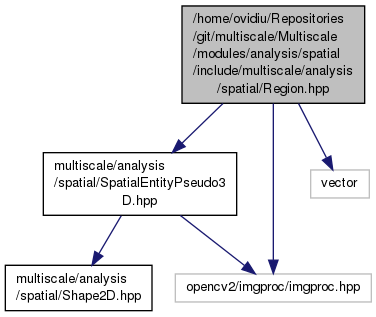 /home/ovidiu/Repositories
/git/multiscale/Multiscale
/modules/analysis/spatial
/include/multiscale/analysis
/spatial/Region.hpp
multiscale/analysis
/spatial/SpatialEntityPseudo3
D.hpp
vector
multiscale/analysis
/spatial/Shape2D.hpp
opencv2/imgproc/imgproc.hpp